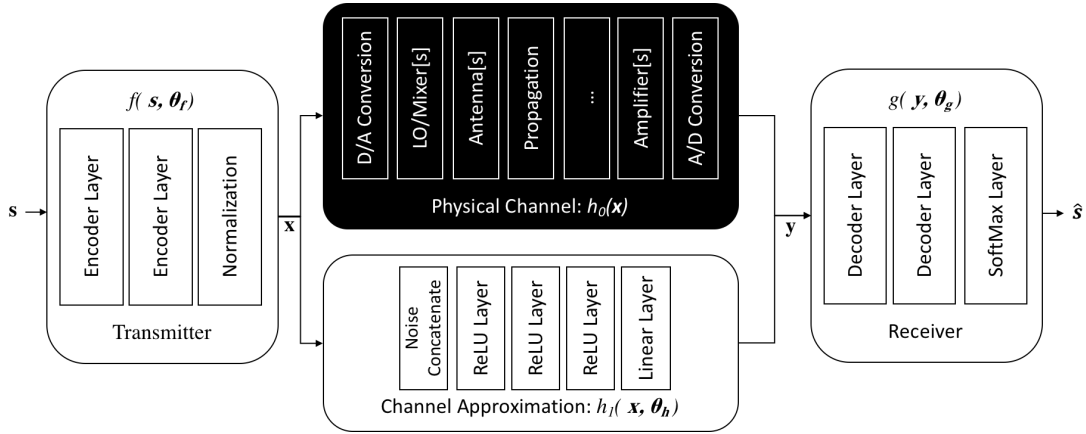 s
f( s, θf)
Encoder Layer
Encoder Layer
Normalization
Transmitter
x
D/A Conversion
LO/Mixer[s]
Antenna[s]
Propagation
...
Amplifier[s]
A/D Conversion
Physical Channel: h0(x)
Noise
Concatenate
ReLU Layer
ReLU Layer
ReLU Layer
Linear Layer
Channel Approximation: h1( x, θh)
y
g( y, θg)
Decoder Layer
Decoder Layer
SoftMax Layer
Receiver
ŝ